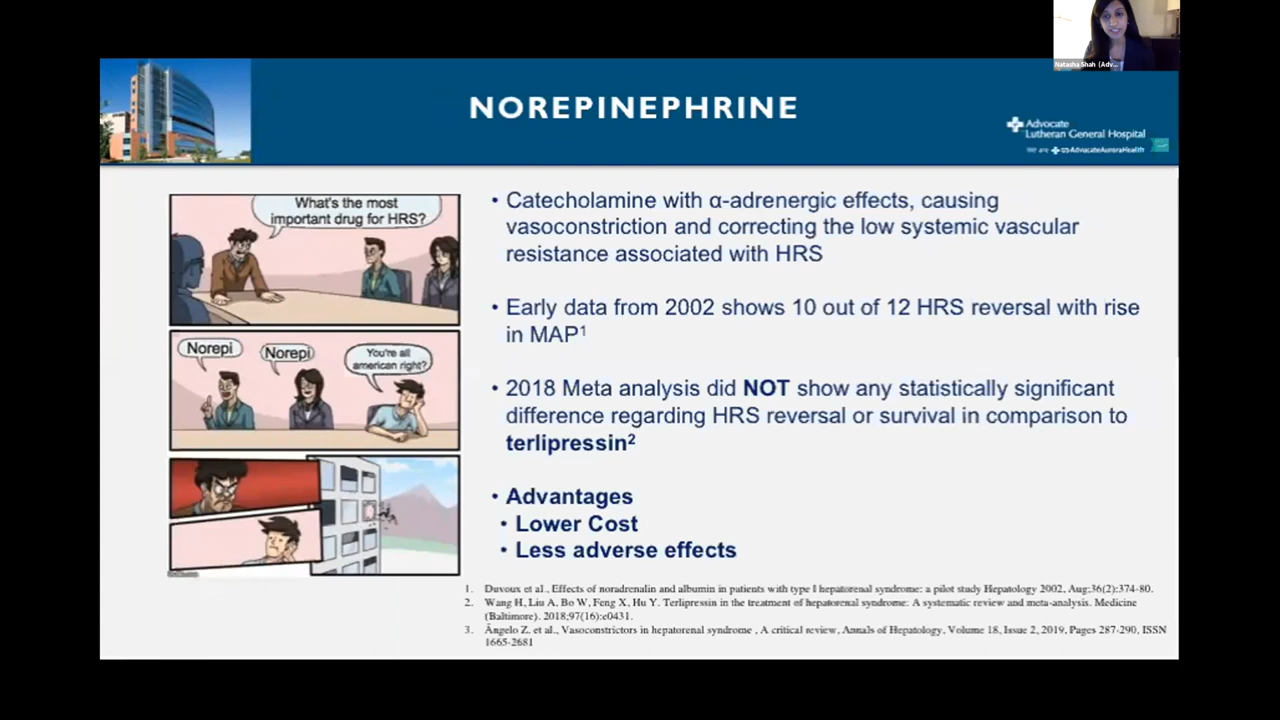 Natasha Shah (Adv...
NOREPINEPHRINE
Advocate
Lutheran General Hospital
We are AdvocateAuroraHealth
What's the most
important drug for HRS?
Norepi
Norepi
You're all
american right?
• Catecholamine with α-adrenergic effects, causing
vasoconstriction and correcting the low systemic vascular
resistance associated with HRS
• Early data from 2002 shows 10 out of 12 HRS reversal with rise
in MAP1
• 2018 Meta analysis did NOT show any statistically significant
difference regarding HRS reversal or survival in comparison to
terlipressin2
• Advantages
• Lower Cost
• Less adverse effects
1. Duvoux et al., Effects of noradrenalin and albumin in patients with type I hepatorenal syndrome: a pilot study Hepatology 2002, Aug;36(2):374-80.
2. Wang H, Liu A, Bo W, Feng X, Hu Y. Terlipressin in the treatment of hepatorenal syndrome: A systematic review and meta-analysis. Medicine
(Baltimore). 2018;97(16):e0431.
3. Ângelo Z. et al., Vasoconstrictors in hepatorenal syndrome , A critical review, Annals of Hepatology, Volume 18, Issue 2, 2019, Pages 287-290, ISSN
1665-2681